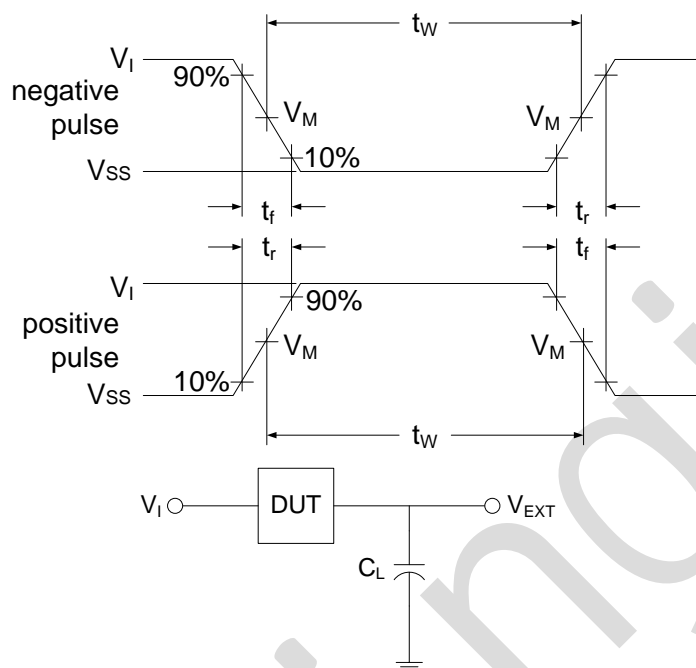 tW
VI
90%
negative
pulse
VM
VM
10%
VSS
tf
tr
tr
tf
VI
90%
positive
pulse
VM
VM
10%
VSS
tW
VI
DUT
VEXT
CL